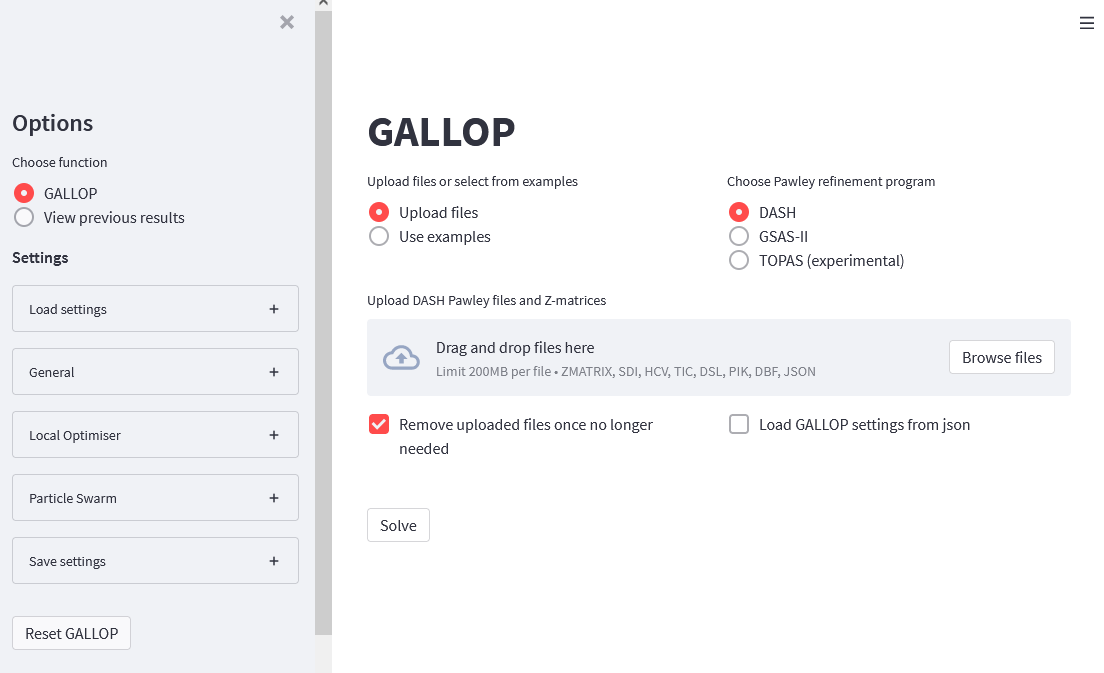 Options
Choose function
GALLOP
View previous results
Settings
Load settings
General
Local Optimiser
Particle Swarm
Save settings
Reset GALLOP
GALLOP
Upload files or select from examples
Upload files
Use examples
Choose Pawley refinement program
DASH
GSAS-II
TOPAS (experimental)
Upload DASH Pawley files and Z-matrices
Drag and drop files here
Limit 200MB per file • ZMATRIX, SDI, HCV, TIC, DSL, PIK, DBF, JSON
Browse files
Remove uploaded files once no longer
needed
Load GALLOP settings from json
Solve